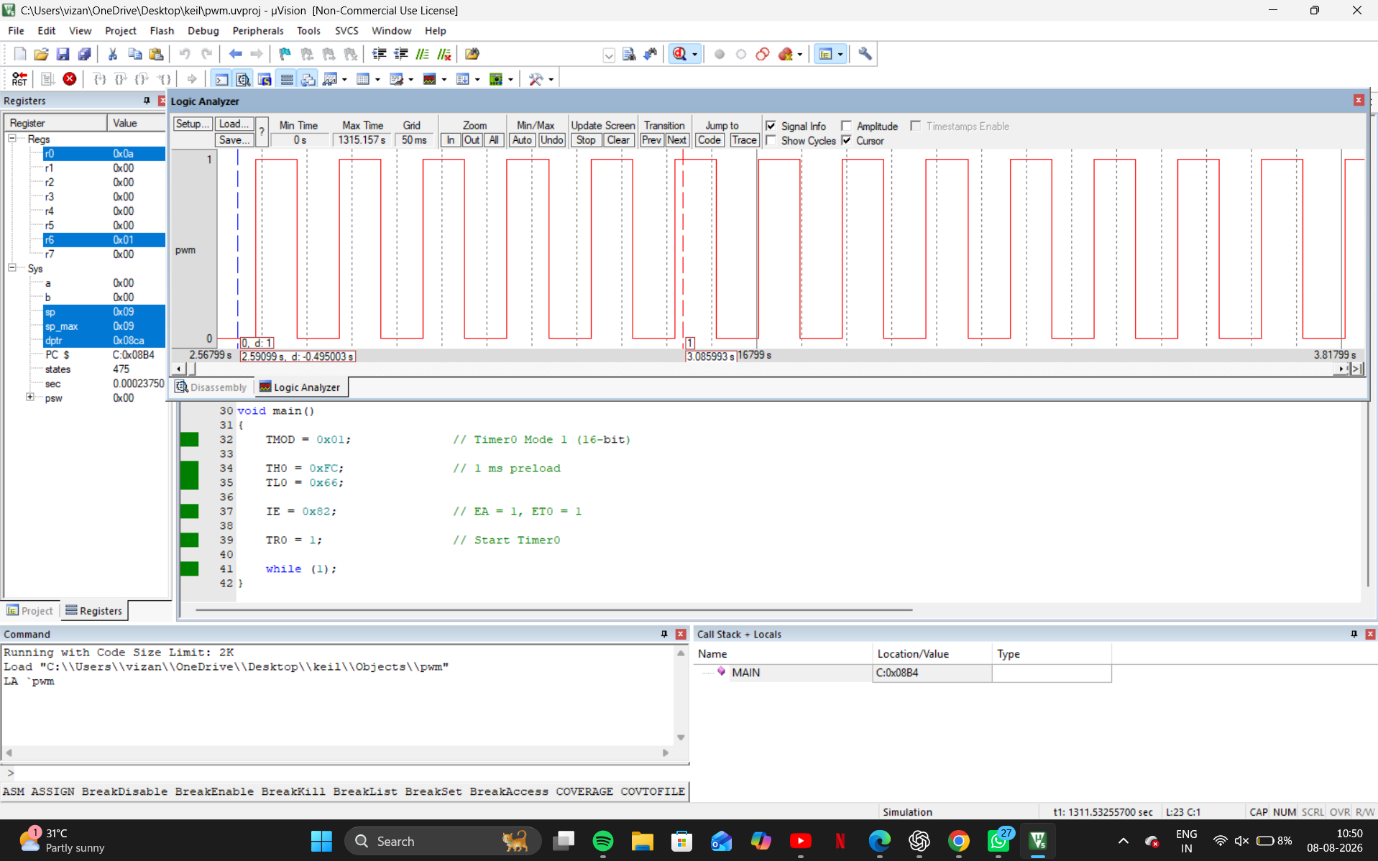 C:\Users\vizan\OneDrive\Desktop\keil\pwm.uvproj - µVision [Non-Commercial Use License]
File Edit View Project Flash Debug Peripherals Tools SVCS Window Help
RST
Registers
Register Value
Regs
r0 0x0a
r1 0x00
r2 0x00
r3 0x00
r4 0x00
r5 0x00
r6 0x01
r7 0x00
Sys
a 0x00
b 0x00
sp 0x09
sp_max 0x09
dptr 0x08ca
PC $ C:0x08B4
states 475
sec 0.00023750
psw 0x00
Project Registers
Logic Analyzer
Setup... Load... ? Min Time Max Time Grid Zoom Min/Max Update Screen Transition Jump to Signal Info Amplitude Timestamps Enable
Save... 0 s 1315.157 s 50 ms In Out All Auto Undo Stop Clear Prev Next Code Trace Show Cycles Cursor
1
pwm
0
0, d: 1 1
2.56799 s 2.59099 s, d: -0.495003 s 3.085993 s 16799 s 3.81799 s
Disassembly Logic Analyzer
30 void main()
31 {
32 TMOD = 0x01; // Timer0 Mode 1 (16-bit)
33
34 TH0 = 0xFC; // 1 ms preload
35 TL0 = 0x66;
36
37 IE = 0x82; // EA = 1, ET0 = 1
38
39 TR0 = 1; // Start Timer0
40
41 while (1);
42 }
Command
Running with Code Size Limit: 2K
Load "C:\\Users\\vizan\\OneDrive\\Desktop\\keil\\Objects\\pwm"
LA `pwm
>
ASM ASSIGN BreakDisable BreakEnable BreakKill BreakList BreakSet BreakAccess COVERAGE COVTOFILE
Call Stack + Locals
Name Location/Value Type
MAIN C:0x08B4
Simulation t1: 1311.53255700 sec L:23 C:1 CAP NUM SCRL OVR R/W
1 31°C
Partly sunny
Search
27
ENG
IN
8%
10:50
08-08-2026